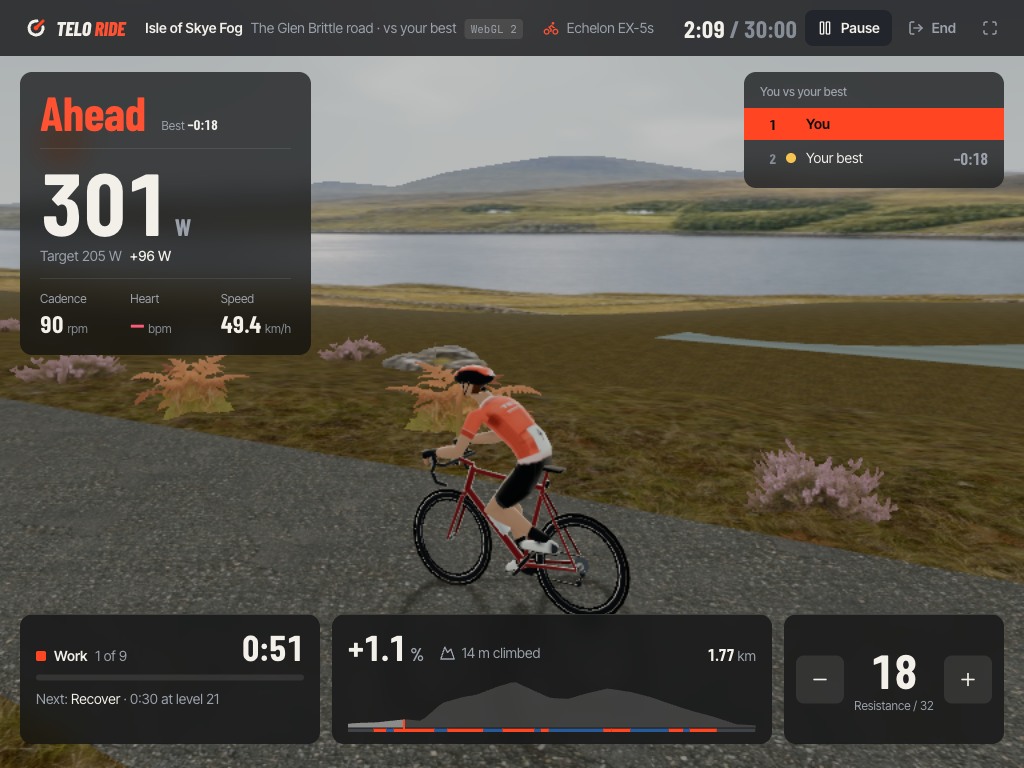 TELO RIDE Isle of Skye Fog The Glen Brittle road · vs your best WebGL 2 Echelon EX-5s 2:09 / 30:00 Pause End
Ahead Best −0:18
301 W
Target 205 W +96 W
Cadence Heart Speed
90 rpm — bpm 49.4 km/h
You vs your best
1 You
2 Your best −0:18
Work 1 of 9 0:51
Next: Recover · 0:30 at level 21
+1.1 % 14 m climbed 1.77 km
− 18 +
Resistance / 32